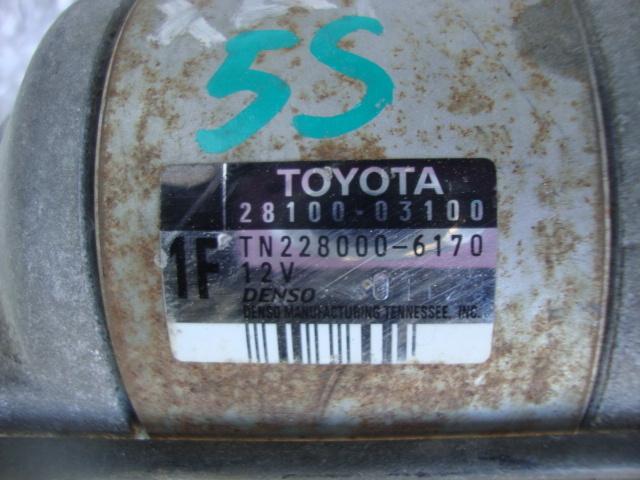 5S
TOYOTA
28100-03100
1F
TN228000-6170
12V
DENSO
DENSO MANUFACTURING TENNESSEE, INC.